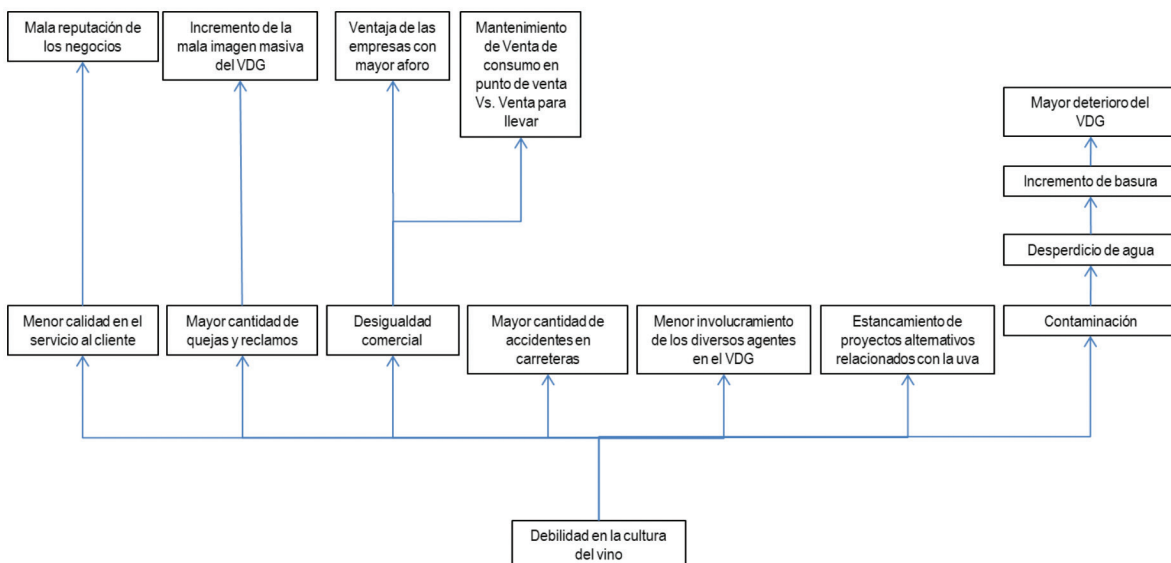 Mala reputación de
los negocios
Incremento de la
mala imagen masiva
del VDG
Ventaja de las
empresas con
mayor aforo
Mantenimiento
de Venta de
consumo en
punto de venta
Vs. Venta para
llevar
Mayor deterioro del
VDG
Incremento de basura
Desperdicio de agua
Menor calidad en el
servicio al cliente
Mayor cantidad de
quejas y reclamos
Desigualdad
comercial
Mayor cantidad de
accidentes en
carreteras
Menor involucramiento
de los diversos agentes
en el VDG
Estancamiento de
proyectos alternativos
relacionados con la uva
Contaminación
Debilidad en la cultura
del vino